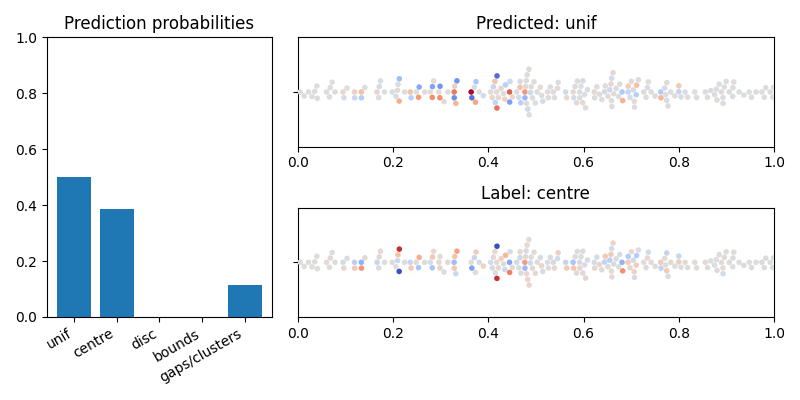 Prediction probabilities
1.0
0.8
0.6
0.4
0.2
0.0
unif
centre
disc
bounds
gaps/clusters
Predicted: unif
0.0 0.2 0.4 0.6 0.8 1.0
Label: centre
0.0 0.2 0.4 0.6 0.8 1.0